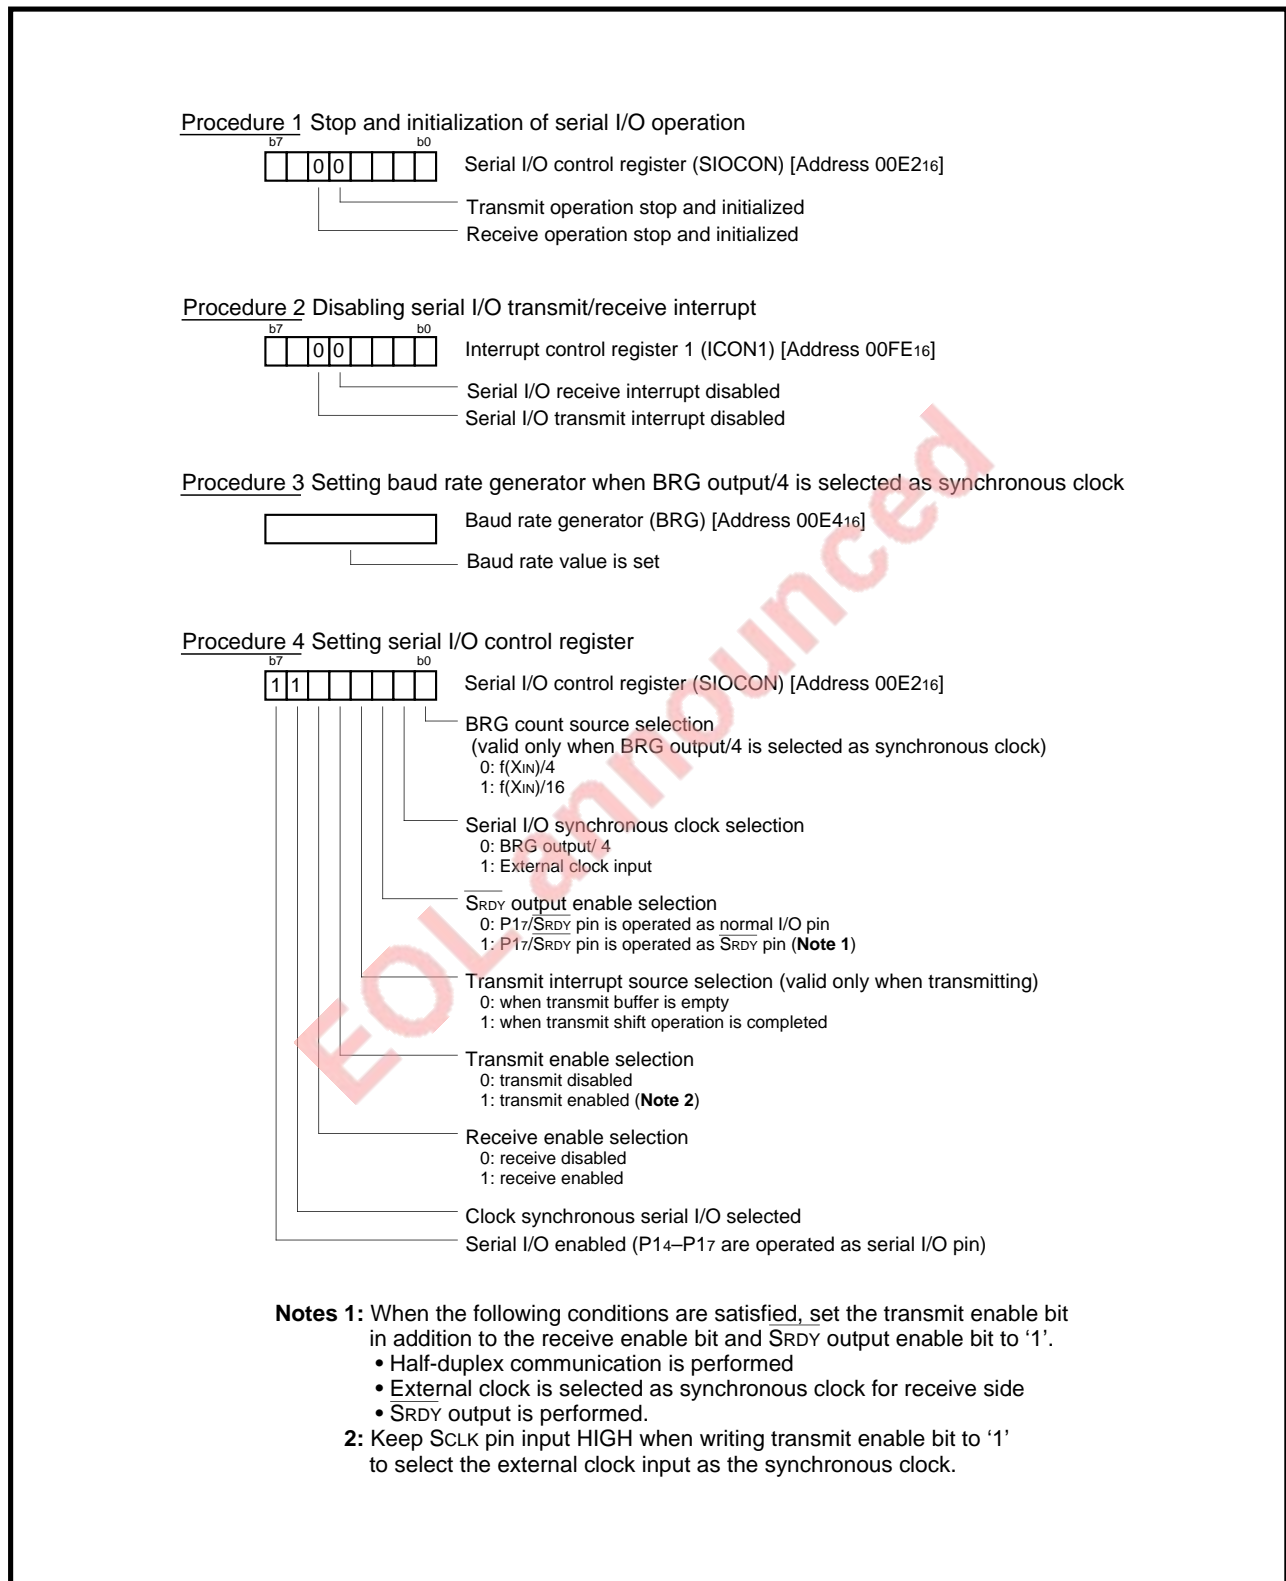 Procedure 1 Stop and initialization of serial I/O operation
b7 b0
0 0 Serial I/O control register (SIOCON) [Address 00E216]
Transmit operation stop and initialized
Receive operation stop and initialized
Procedure 2 Disabling serial I/O transmit/receive interrupt
b7 b0
0 0 Interrupt control register 1 (ICON1) [Address 00FE16]
Serial I/O receive interrupt disabled
Serial I/O transmit interrupt disabled
Procedure 3 Setting baud rate generator when BRG output/4 is selected as synchronous clock
Baud rate generator (BRG) [Address 00E416]
Baud rate value is set
Procedure 4 Setting serial I/O control register
b7 b0
1 1 Serial I/O control register (SIOCON) [Address 00E216]
BRG count source selection
(valid only when BRG output/4 is selected as synchronous clock)
0: f(XIN)/4
1: f(XIN)/16
Serial I/O synchronous clock selection
0: BRG output/ 4
1: External clock input
SRDY output enable selection
0: P17/SRDY pin is operated as normal I/O pin
1: P17/SRDY pin is operated as SRDY pin (Note 1)
Transmit interrupt source selection (valid only when transmitting)
0: when transmit buffer is empty
1: when transmit shift operation is completed
Transmit enable selection
0: transmit disabled
1: transmit enabled (Note 2)
Receive enable selection
0: receive disabled
1: receive enabled
Clock synchronous serial I/O selected
Serial I/O enabled (P14–P17 are operated as serial I/O pin)
Notes 1: When the following conditions are satisfied, set the transmit enable bit
in addition to the receive enable bit and SRDY output enable bit to ‘1’.
• Half-duplex communication is performed
• External clock is selected as synchronous clock for receive side
• SRDY output is performed.
2: Keep SCLK pin input HIGH when writing transmit enable bit to ‘1’
to select the external clock input as the synchronous clock.
EOL announced